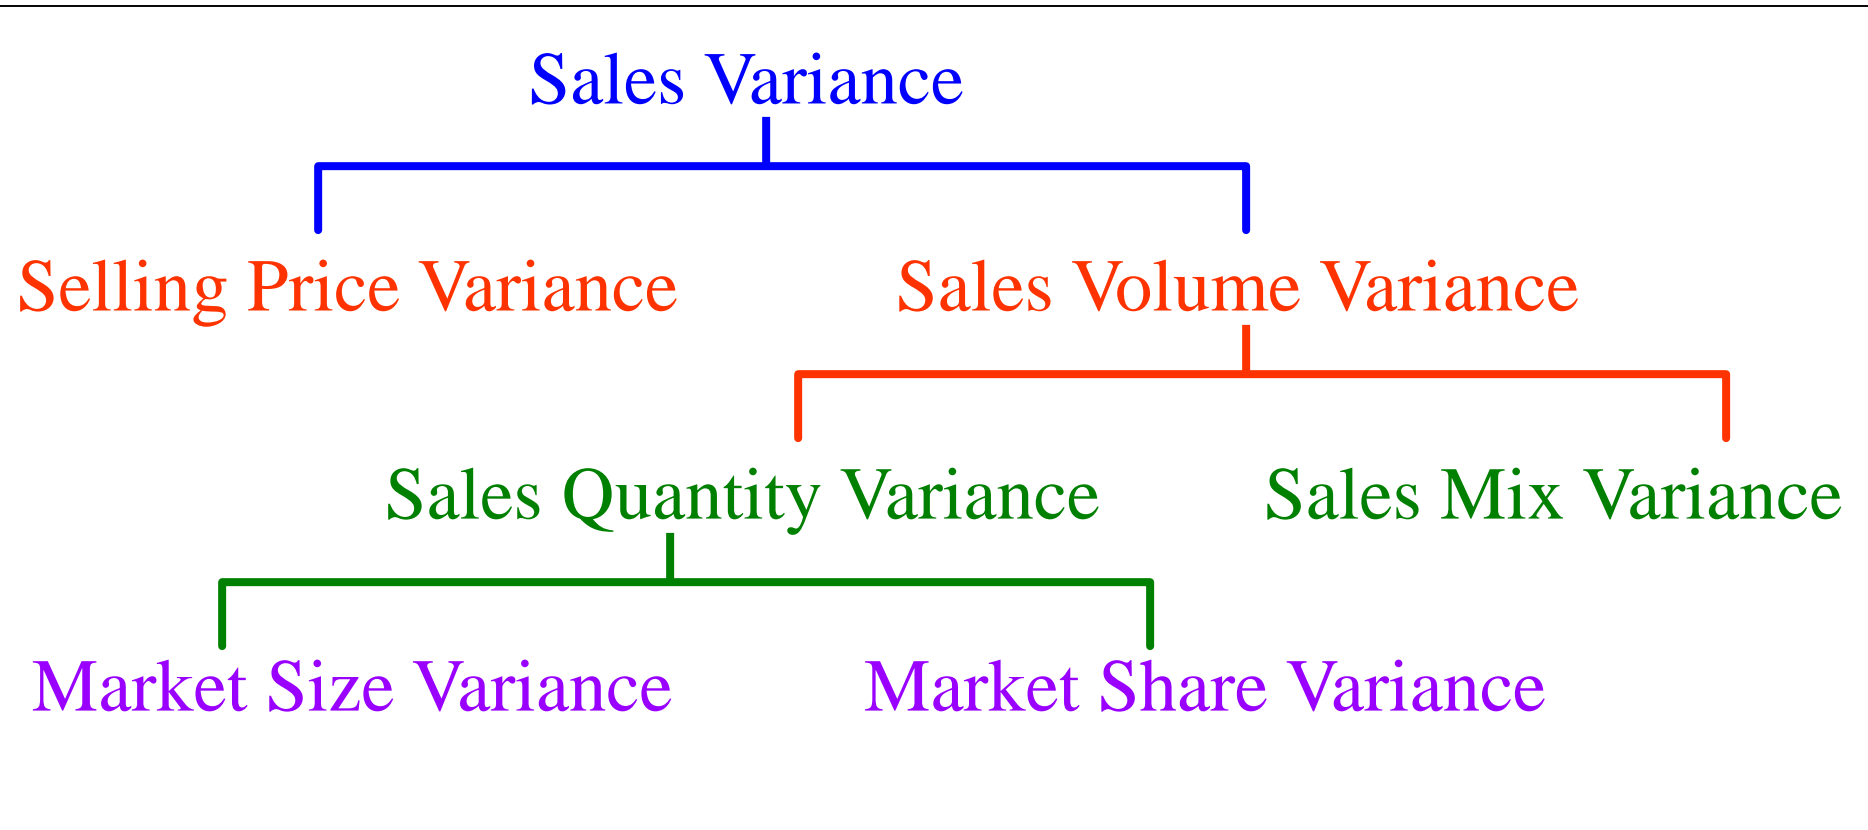 Sales Variance
Selling Price Variance
Sales Volume Variance
Sales Quantity Variance
Sales Mix Variance
Market Size Variance
Market Share Variance